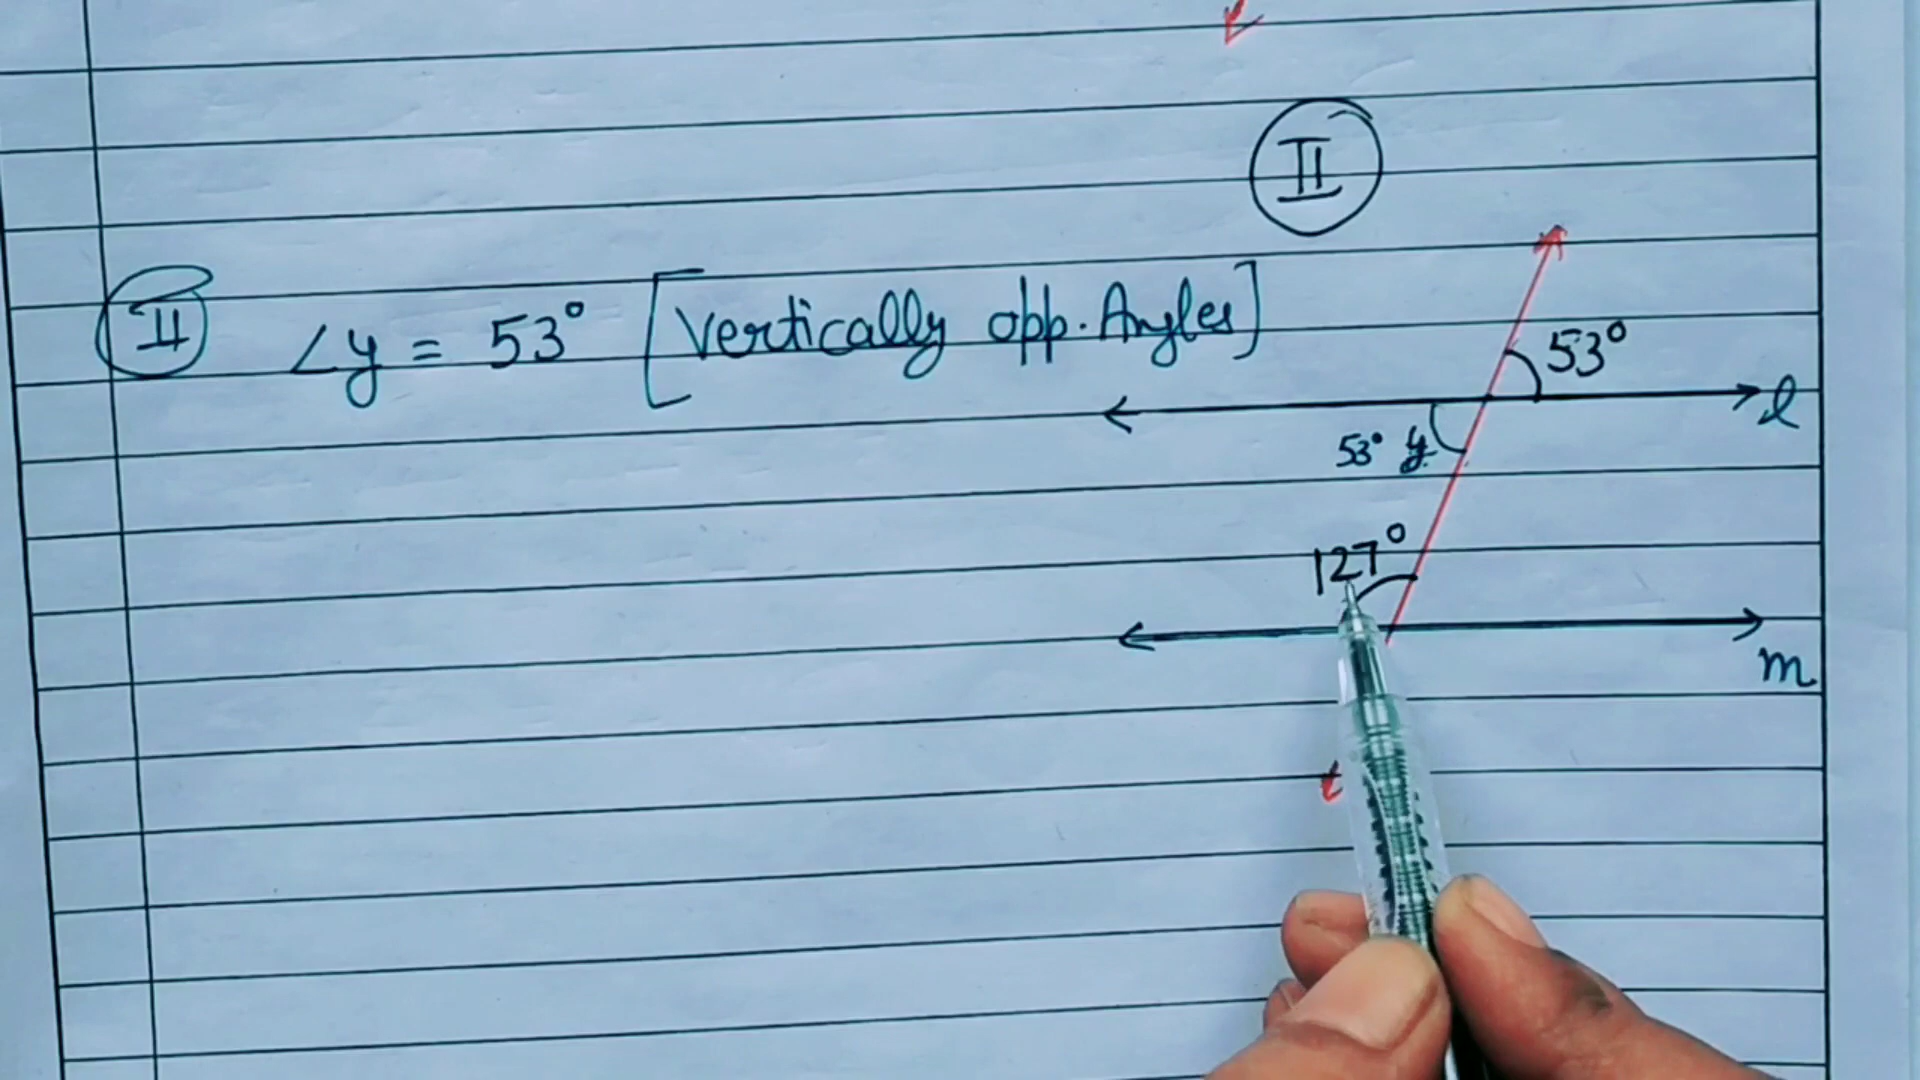 II
II ∠y = 53° [Vertically opp. Angles]
53°
l
53° y
127°
m